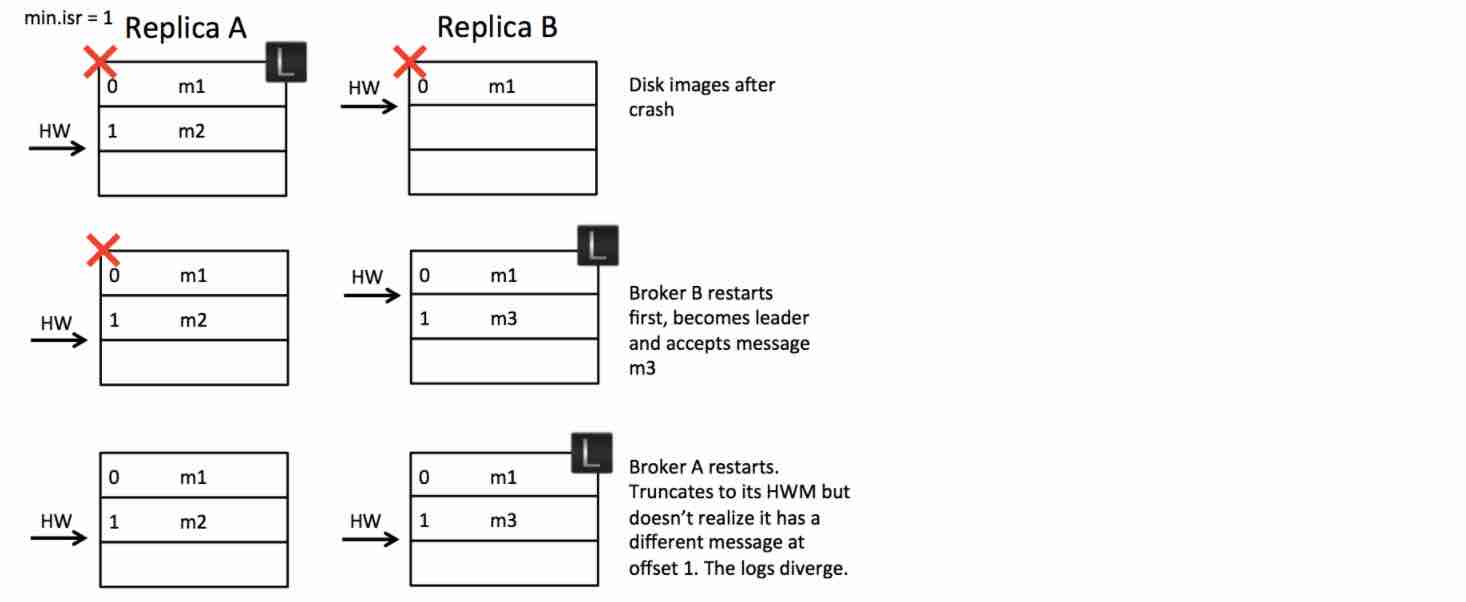 min.isr = 1
Replica A
Replica B
L
0 m1
HW
0 m1
Disk images after
crash
HW
1 m2
L
0 m1
HW
0 m1
Broker B restarts
first, becomes leader
and accepts message
m3
HW
1 m2
1 m3
L
0 m1
0 m1
Broker A restarts.
Truncates to its HWM but
doesn't realize it has a
different message at
offset 1. The logs diverge.
HW
1 m2
HW
1 m3